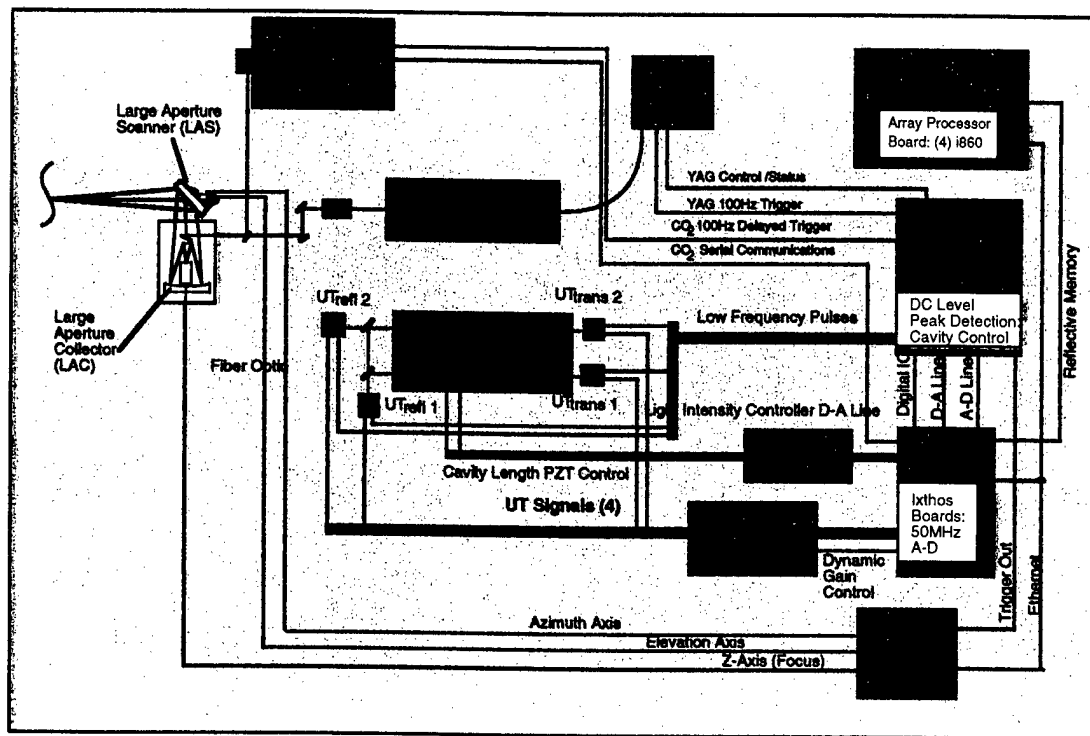 Large Aperture
Scanner (LAS)
Array Processor
Board: (4) i860
YAG Control /Status
YAG 100Hz Trigger
CO2 100Hz Delayed Trigger
CO2 Serial Communications
Reflective Memory
UTrefl 2
UTtrans 2
DC Level
Peak Detection:
Cavity Control
Low Frequency Pulses
Large
Aperture
Collector
(LAC)
Fiber Optic
UTrefl 1
UTtrans 1
Light Intensity Controller D-A Line
Digital IO
D-A Line
A-D Line
Cavity Length PZT Control
UT Signals (4)
Ixthos
Boards:
50MHz
A-D
Dynamic
Gain
Control
Trigger Out
Ethernet
Azimuth Axis
Elevation Axis
Z-Axis (Focus)